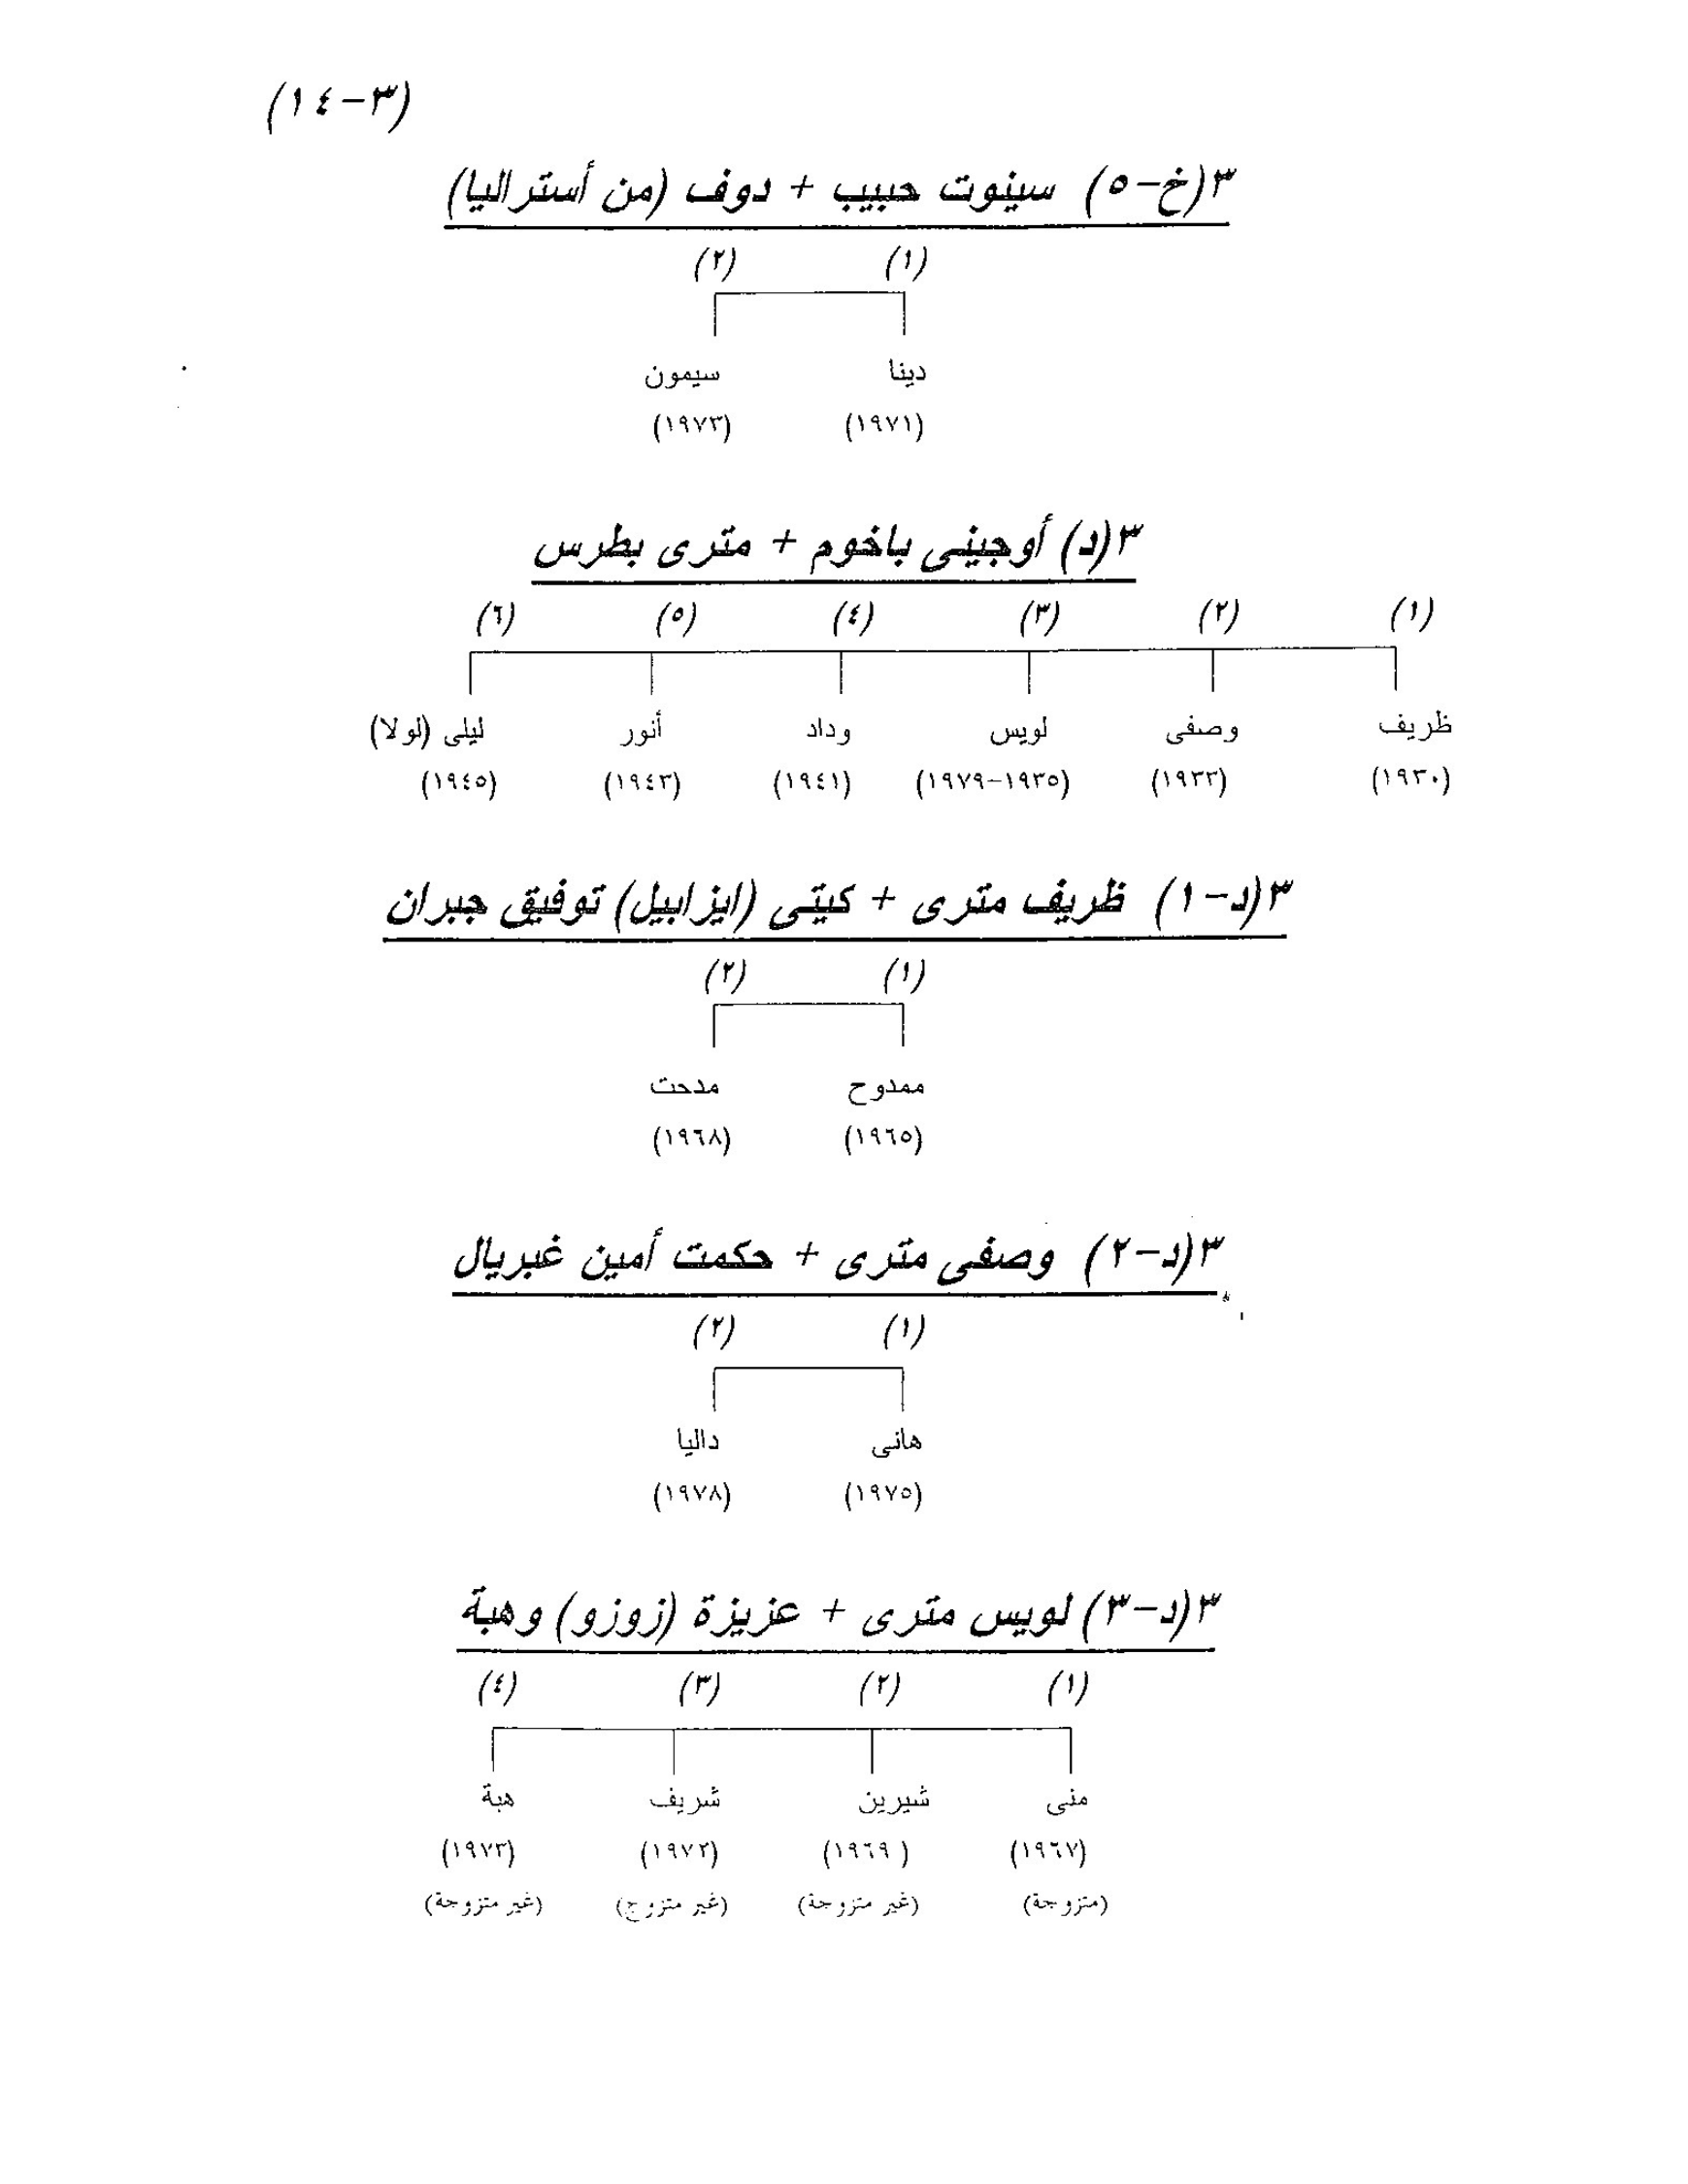 (٣-١٤)
٣(خ-٥) سينوت حبيب + دوف (من أستراليا)
(١) (٢)
دينا سيمون
(١٩٧١) (١٩٧٣)
٣(د) أوجينى باخوم + مترى بطرس
(١) (٢) (٣) (٤) (٥) (٦)
ظريف وصفى لويس وداد أنور ليلى (لولا)
(١٩٣٠) (١٩٣٣) (١٩٣٥-١٩٧٩) (١٩٤١) (١٩٤٣) (١٩٤٥)
٣(د-١) ظريف مترى + كيتى (ايزابيل) توفيق جبران
(١) (٢)
ممدوح مدحت
(١٩٦٥) (١٩٦٨)
٣(د-٢) وصفى مترى + حكمت أمين غبريال
(١) (٢)
هانى داليا
(١٩٧٥) (١٩٧٨)
٣(د-٣) لويس مترى + عزيزة (زوزو) وهبة
(١) (٢) (٣) (٤)
منى شيرين شريف هبة
(١٩٦٧) (١٩٦٩ ) (١٩٧٢) (١٩٧٣)
(متزوجة) (غير متزوجة) (غير متزوج) (غير متزوجة)